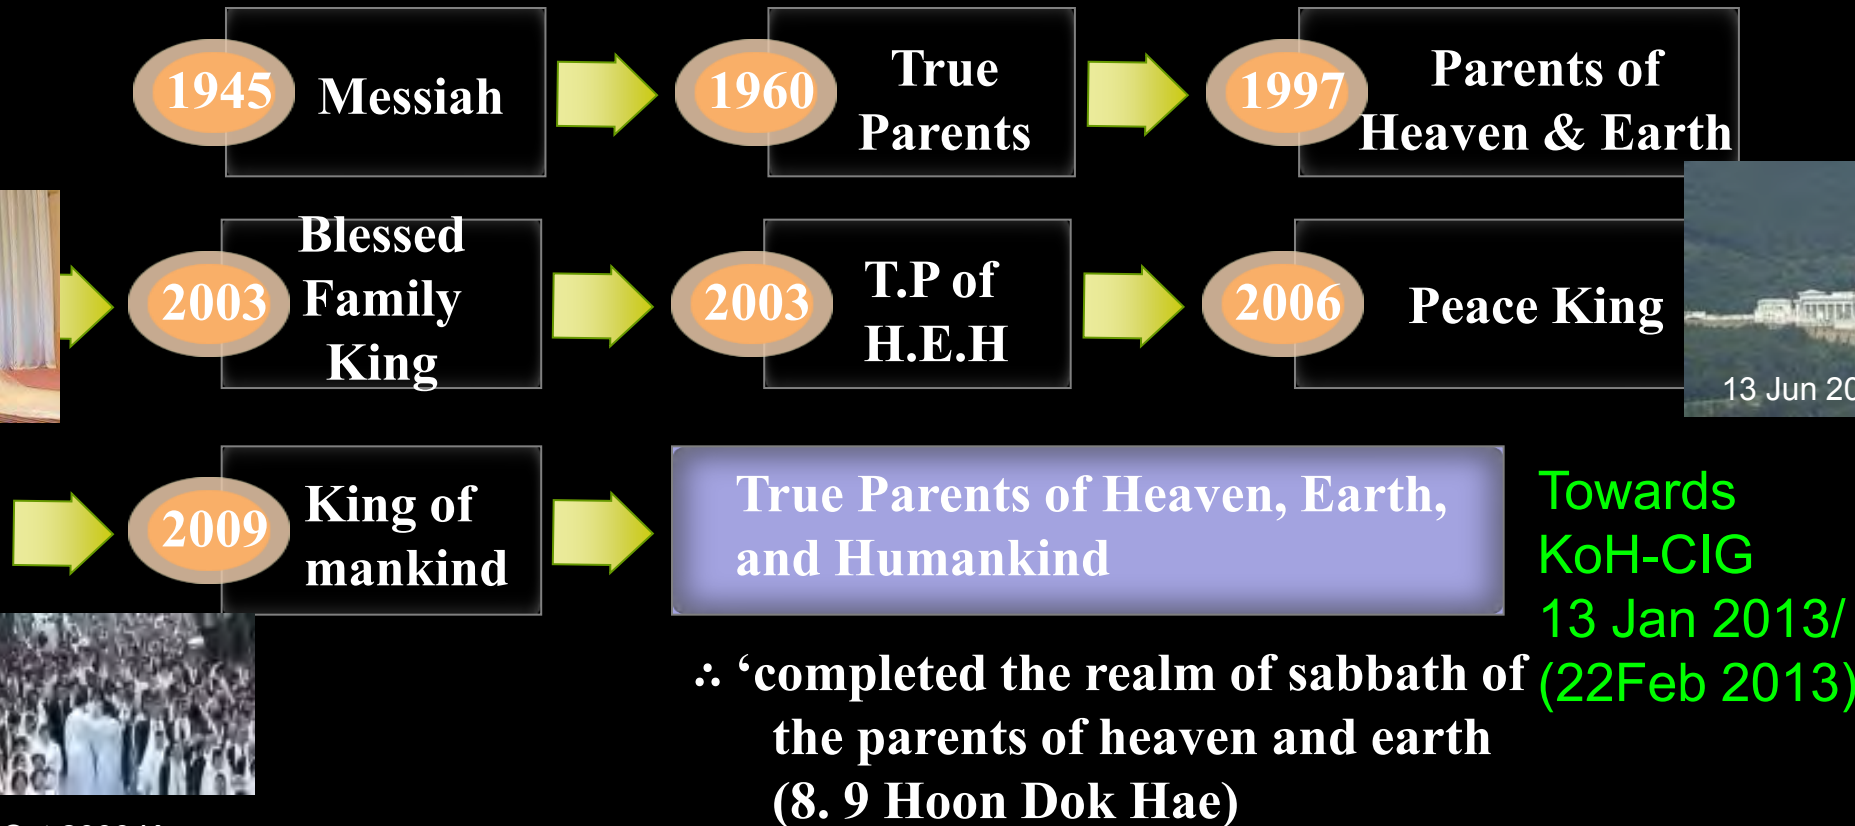 1945 Messiah
1960 True
Parents
1997 Parents of
Heaven & Earth
2003 Blessed
Family
King
2003 T.P of
H.E.H
2006 Peace King
13 Jun
2009 King of
mankind
True Parents of Heaven, Earth,
and Humankind
Towards
KoH-CIG
13 Jan 2013/
(22Feb 2013)
∴ ‘completed the realm of sabbath of
the parents of heaven and earth
(8. 9 Hoon Dok Hae)